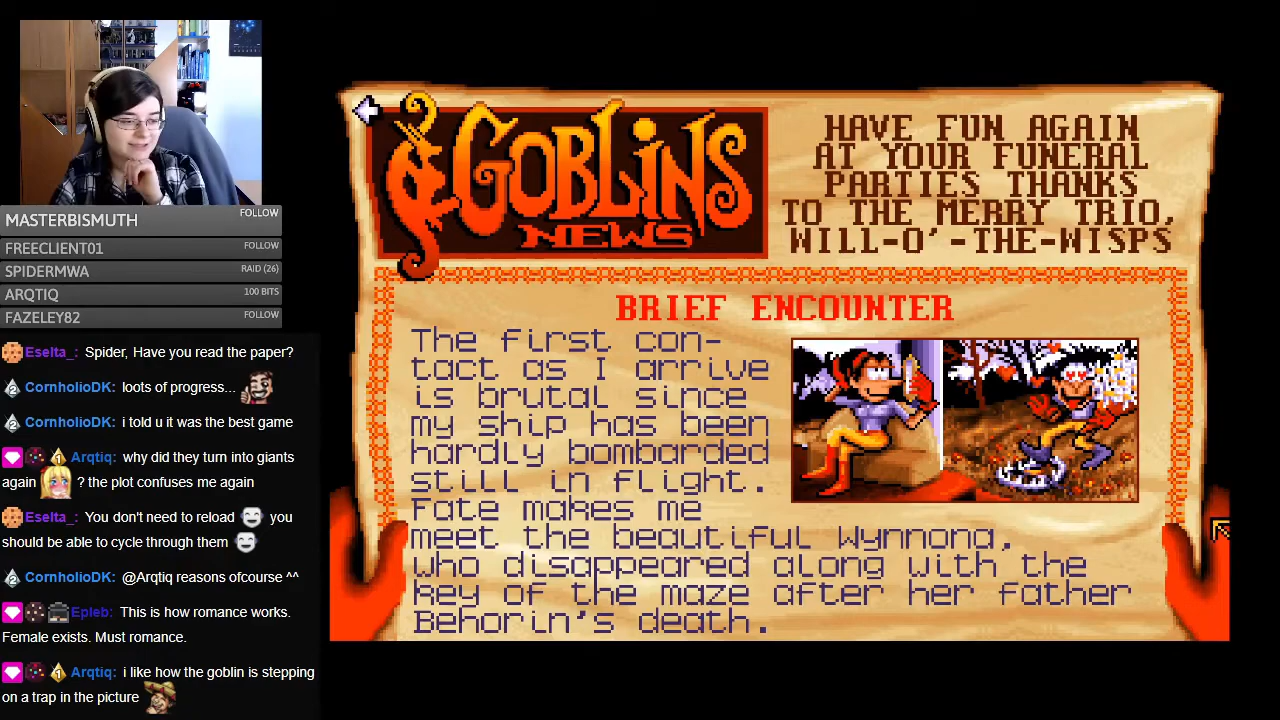 MASTERBISMUTH FOLLOW
FREECLIENT01 FOLLOW
SPIDERMWA RAID (26)
ARQTIQ 100 BITS
FAZELEY82 FOLLOW
Eselta_: Spider, Have you read the paper?
CornholioDK: loots of progress...
CornholioDK: i told u it was the best game
Arqtiq: why did they turn into giants
again ? the plot confuses me again
Eselta_: You don't need to reload you
should be able to cycle through them
CornholioDK: @Arqtiq reasons ofcourse ^^
Epleb: This is how romance works.
Female exists. Must romance.
Arqtiq: i like how the goblin is stepping
on a trap in the picture
GOBLiNS
NEWS
HAVE FUN AGAIN
AT YOUR FUNERAL
PARTIES THANKS
TO THE MERRY TRIO,
WILL-O'-THE-WISPS
BRIEF ENCOUNTER
The first con-
tact as I arrive
is brutal since
my ship has been
hardly bombarded
still in flight.
Fate makes me
meet the beautiful Wynnona,
who disappeared along with the
key of the maze after her father
Behorin's death.